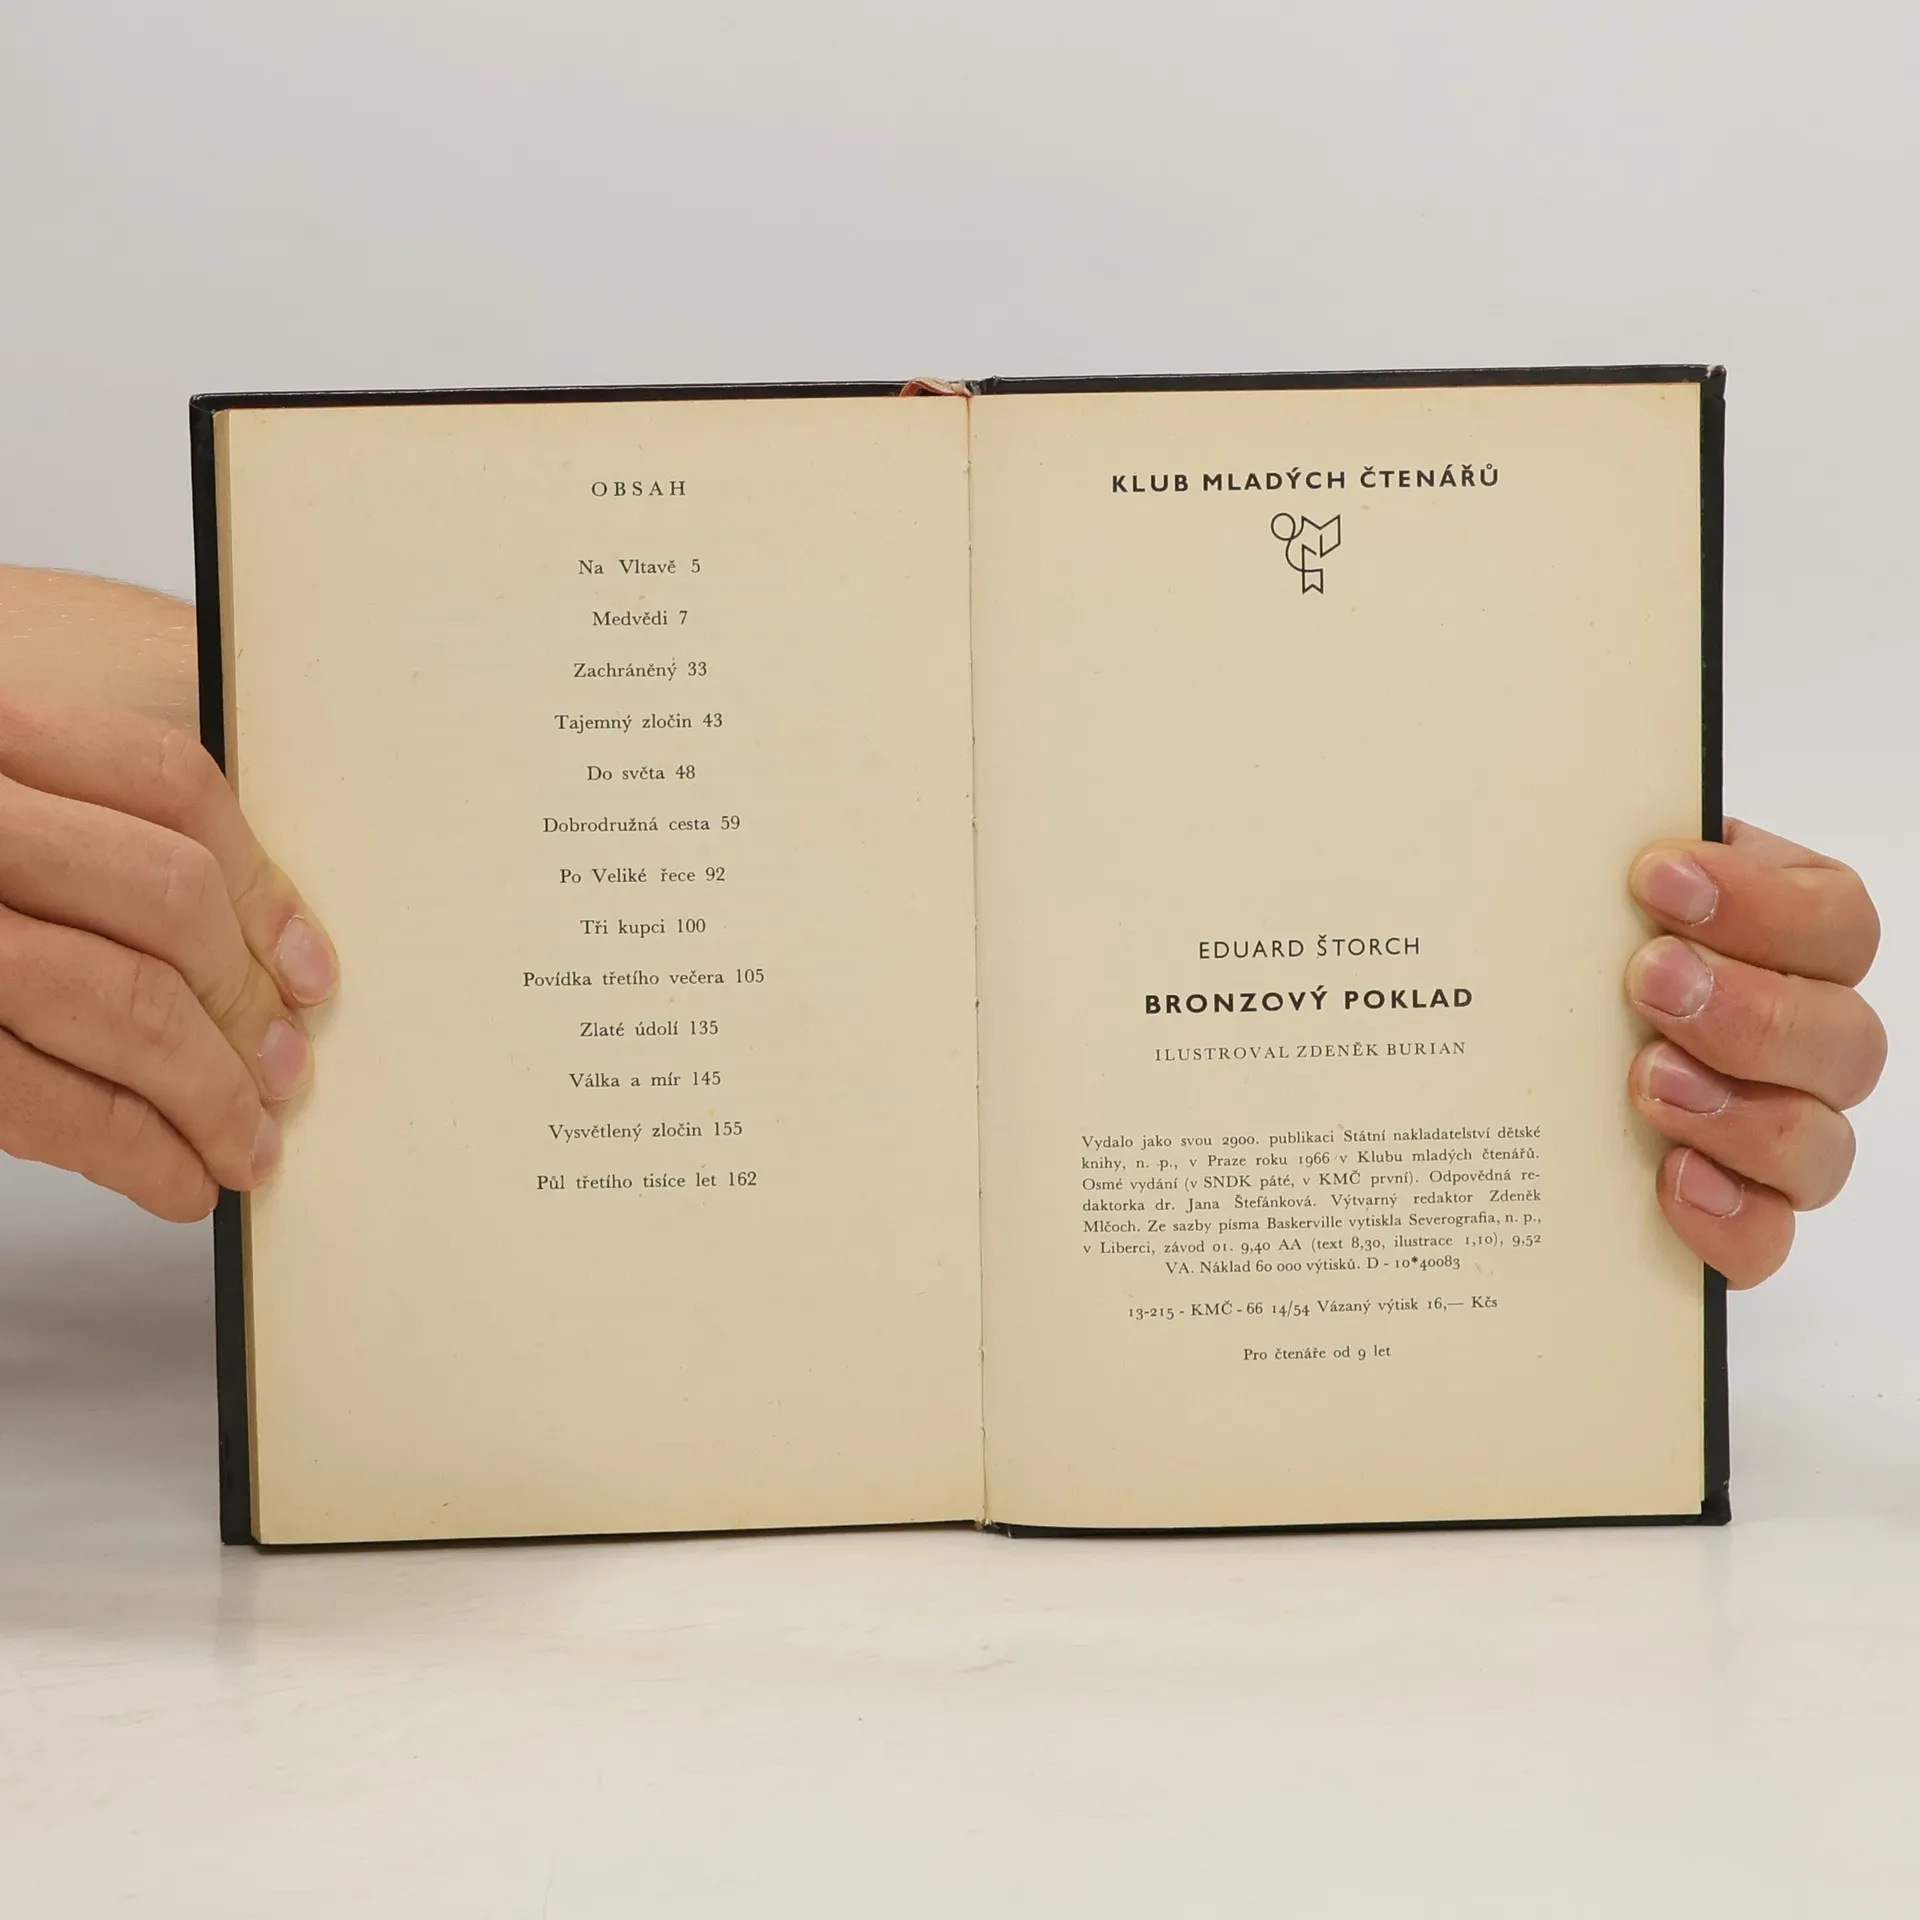 OBSAH
Na Vltavě 5
Medvědi 7
Zachráněný 33
Tajemný zločin 43
Do světa 48
Dobrodružná cesta 59
Po Veliké řece 92
Tři kupci 100
Povídka třetího večera 105
Zlaté údolí 135
Válka a mír 145
Vysvětlený zločin 155
Půl třetího tisíce let 162
KLUB MLADÝCH ČTENÁŘŮ
EDUARD ŠTORCH
BRONZOVÝ POKLAD
ILUSTROVAL ZDENĚK BURIAN
Vydalo jako svou 2900. publikaci Státní nakladatelství dětské
knihy, n. p., v Praze roku 1966 v Klubu mladých čtenářů.
Osmé vydání (v SNDK páté, v KMČ první). Odpovědná re-
daktorka dr. Jana Štefánková. Výtvarný redaktor Zdeněk
Mlčoch. Ze sazby písma Baskerville vytiskla Severografia, n. p.,
v Liberci, závod 01. 9,40 AA (text 8,30, ilustrace 1,10), 9,52
VA. Náklad 60 000 výtisků. D - 10*40083
13-215 - KMČ - 66 14/54 Vázaný výtisk 16,— Kčs
Pro čtenáře od 9 let